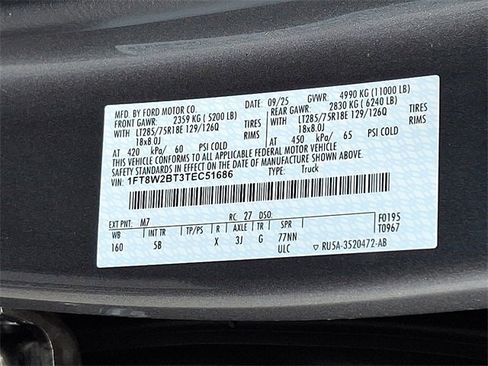 MFD. BY FORD MOTOR CO. 09/25 GVWR: 4990 KG (11000 LB)
FRONT GAWR: 2359 KG (5200 LB) REAR GAWR: 2830 KG (6240 LB)
WITH LT285/75R18E 129/126Q TIRES WITH LT285/75R18E 129/126Q TIRES
18x8.0J RIMS 18x8.0J RIMS
AT 420 kPa/ 60 PSI COLD AT 450 kPa/ 65 PSI COLD
THIS VEHICLE CONFORMS TO ALL APPLICABLE FEDERAL MOTOR VEHICLE
SAFETY STANDARDS IN EFFECT ON THE DATE OF MANUFACTURE SHOWN ABOVE.
VIN: 1FT8W2BT3TEC51686 TYPE: Truck
EXT PNT: M7 RC: 27 DSO: F0195
WB INT TR TP/PS R AXLE TR SPR T0967
160 5B X 3J G 77NN
ULC RU5A-3520472-AB